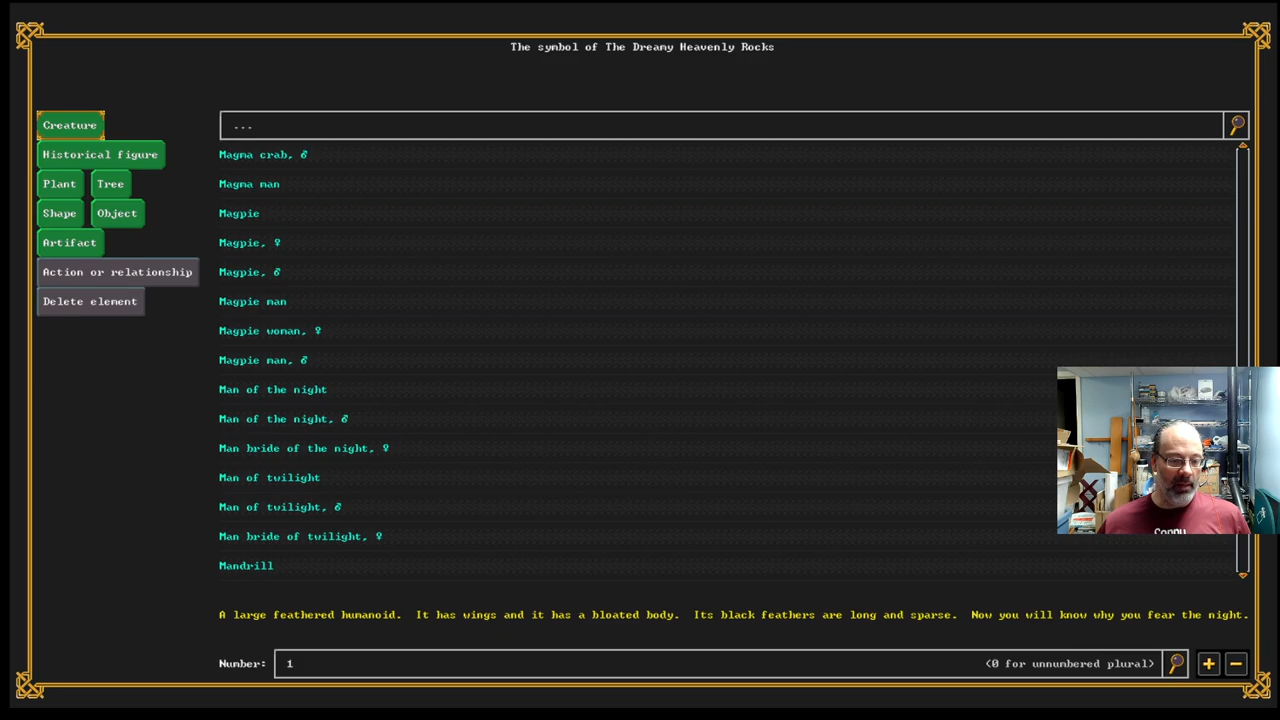 The symbol of The Dreamy Heavenly Rocks
Creature
Historical figure
Plant Tree
Shape Object
Artifact
Action or relationship
Delete element
...
Magma crab, ♂
Magma man
Magpie
Magpie, ♀
Magpie, ♂
Magpie man
Magpie woman, ♀
Magpie man, ♂
Man of the night
Man of the night, ♂
Man bride of the night, ♀
Man of twilight
Man of twilight, ♂
Man bride of twilight, ♀
Mandrill
A large feathered humanoid. It has wings and it has a bloated body. Its black feathers are long and sparse. Now you will know why you fear the night.
Number: 1 (0 for unnumbered plural) + -